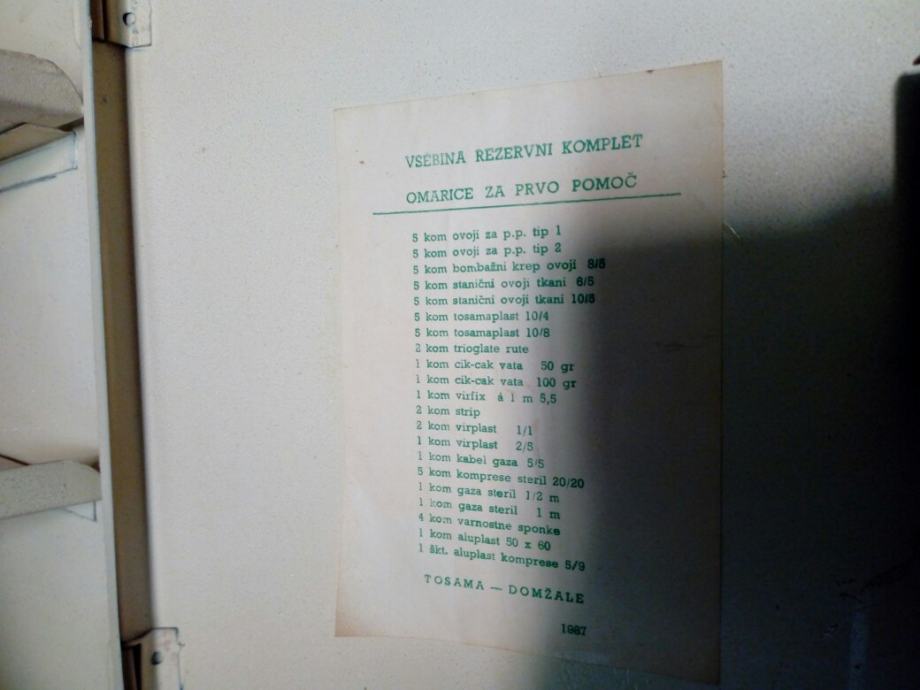 VSEBINA REZERVNI KOMPLET
OMARICE ZA PRVO POMOČ
5 kom ovoji za p.p. tip 1
5 kom ovoji za p.p. tip 2
5 kom bombažni krep ovoji 8/5
5 kom stanični ovoji tkani 6/5
5 kom stanični ovoji tkani 10/5
5 kom tosamaplast 10/4
5 kom tosamaplast 10/8
2 kom trioglate rute
1 kom cik-cak vata 50 gr
1 kom cik-cak vata 100 gr
1 kom virfix á 1 m 5,5
2 kom strip
2 kom virplast 1/1
1 kom virplast 2/5
1 kom kabel gaza 5/5
5 kom komprese steril 20/20
1 kom gaza steril 1/2 m
1 kom gaza steril 1 m
4 kom varnostne sponke
1 kom aluplast 50 x 60
1 škt. aluplast komprese 5/9
TOSAMA — DOMŽALE
1987